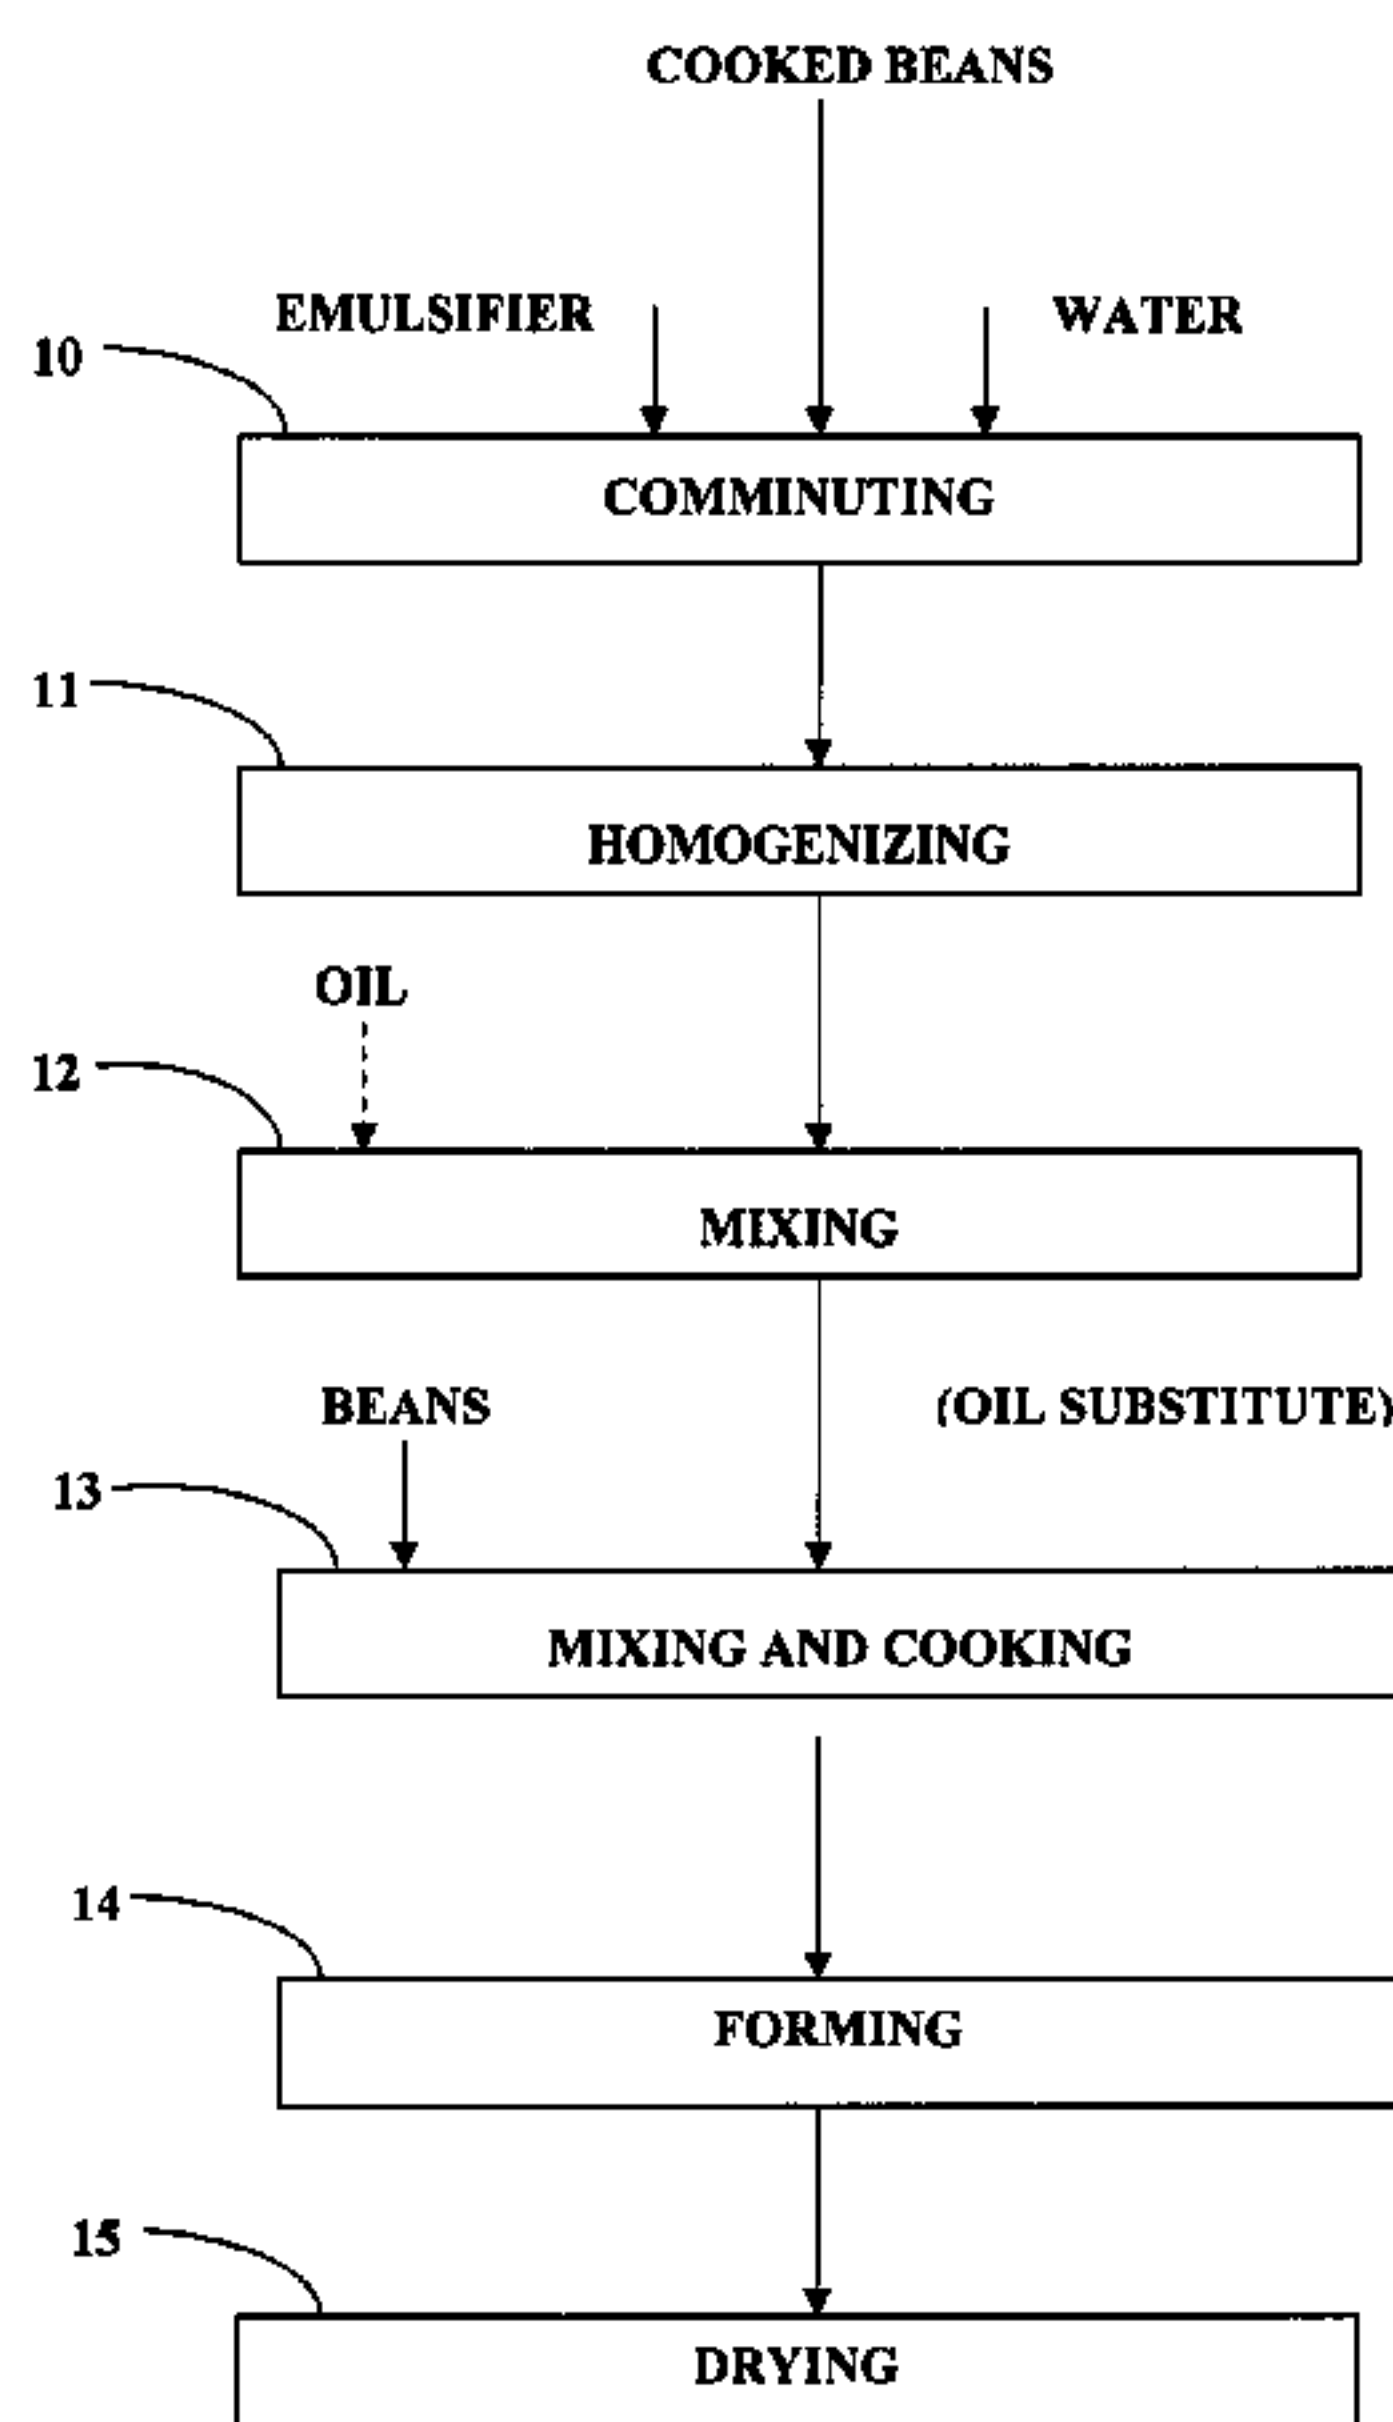 COOKED BEANS
EMULSIFIER
WATER
10
COMMINUTING
11
HOMOGENIZING
OIL
12
MIXING
BEANS
(OIL SUBSTITUTE)
13
MIXING AND COOKING
14
FORMING
15
DRYING